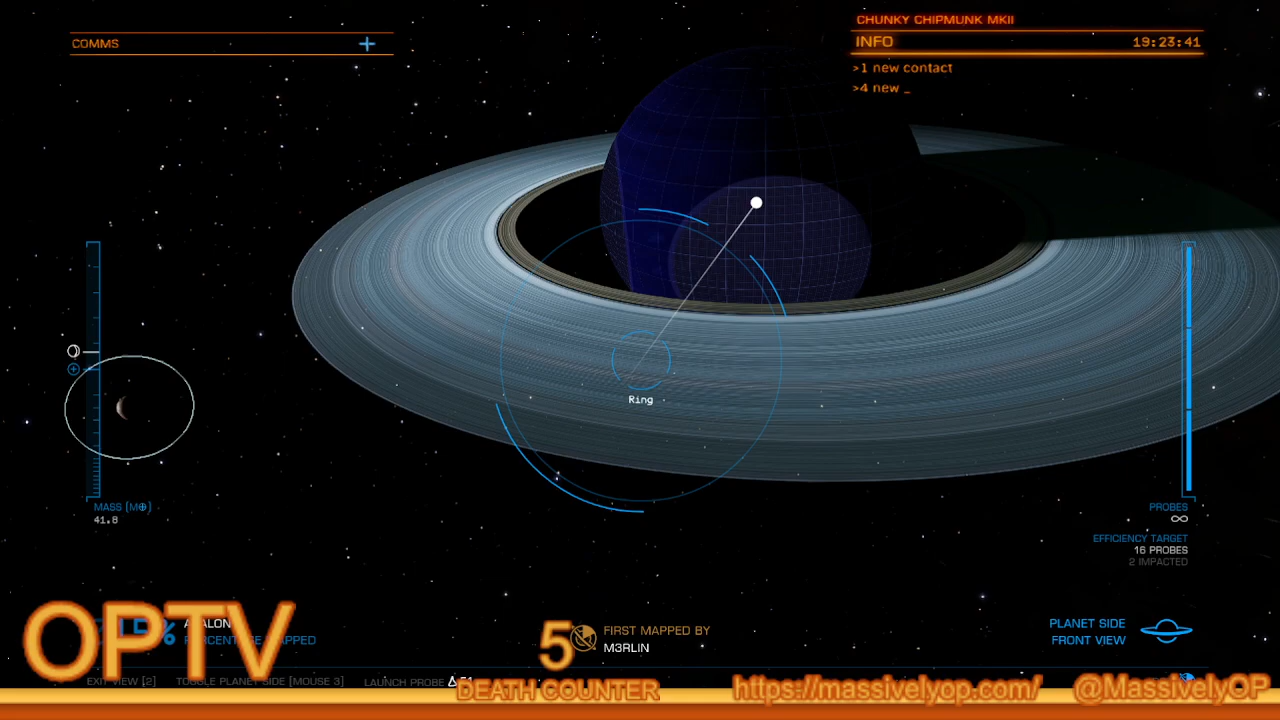 CHUNKY CHIPMUNK MKII
COMMS
INFO 19:23:41
>1 new contact
>4 new _
Ring
MASS (M⊕)
41.8
PROBES
∞
EFFICIENCY TARGET
16 PROBES
2 IMPACTED
OPTV
5
FIRST MAPPED BY
M3RLIN
PLANET SIDE
FRONT VIEW
EXIT VIEW [2] TOGGLE PLANET SIDE [MOUSE 3] LAUNCH PROBE
DEATH COUNTER
https://massivelyop.com/
@MassivelyOP